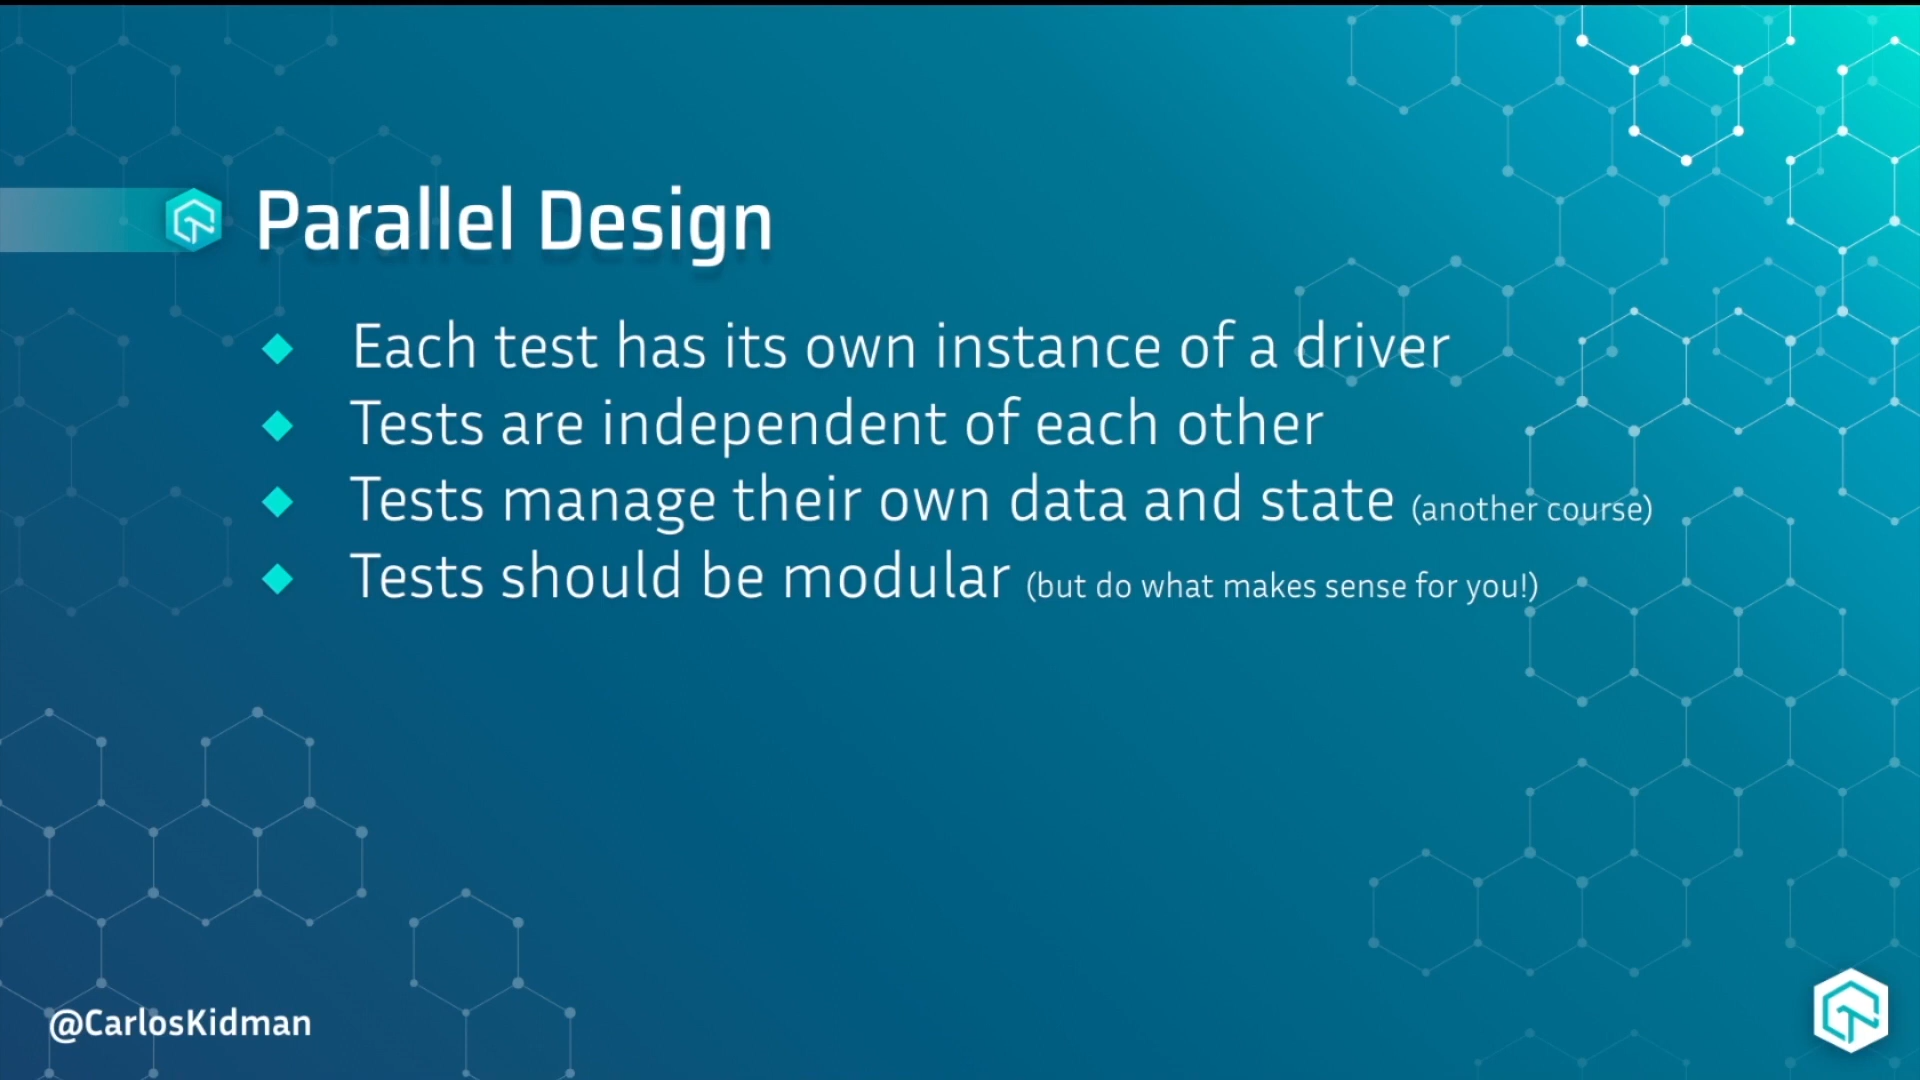 Parallel Design
Each test has its own instance of a driver
Tests are independent of each other
Tests manage their own data and state (another course)
Tests should be modular (but do what makes sense for you!)
@CarlosKidman